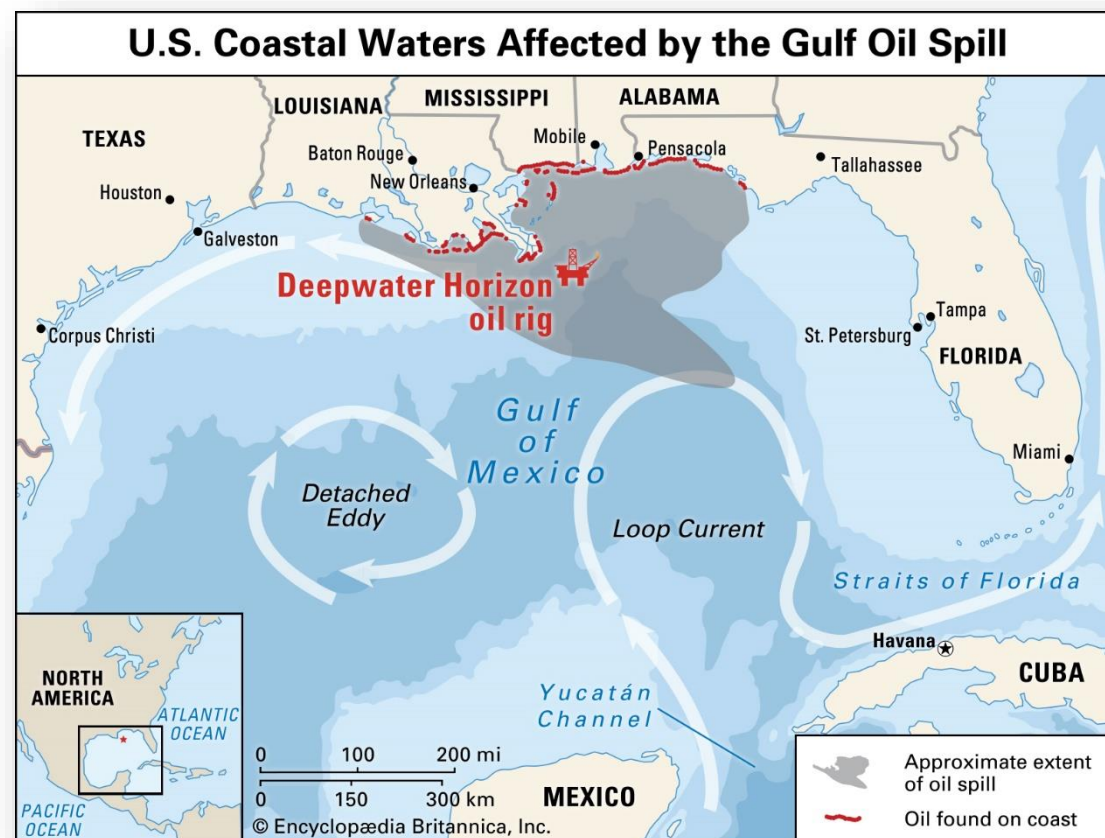 U.S. Coastal Waters Affected by the Gulf Oil Spill
TEXAS
LOUISIANA
MISSISSIPPI
ALABAMA
Baton Rouge
New Orleans
Mobile
Pensacola
Tallahassee
Houston
Galveston
Corpus Christi
Deepwater Horizon
oil rig
Tampa
St. Petersburg
FLORIDA
Miami
Gulf
of
Mexico
Detached
Eddy
Loop Current
Straits of Florida
Havana
CUBA
Yucatán
Channel
MEXICO
NORTH
AMERICA
ATLANTIC
OCEAN
PACIFIC
OCEAN
0 100 200 mi
0 150 300 km
© Encyclopædia Britannica, Inc.
Approximate extent
of oil spill
Oil found on coast